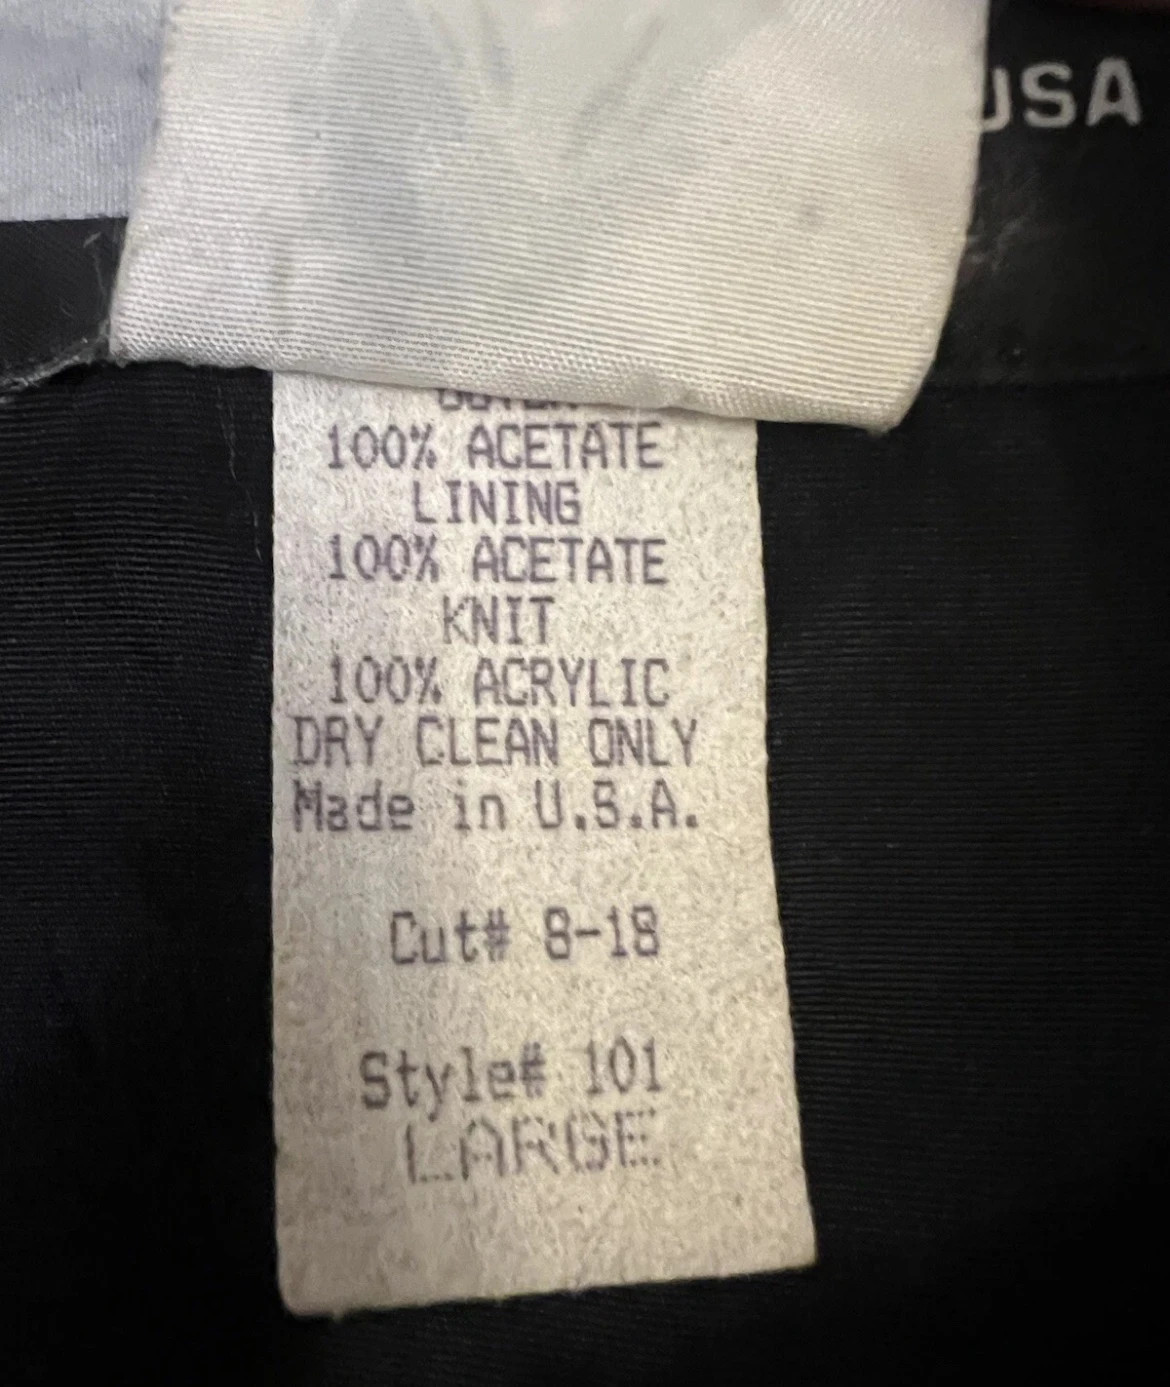 USA
100% ACETATE
LINING
100% ACETATE
KNIT
100% ACRYLIC
DRY CLEAN ONLY
Made in U.S.A.
Cut# 8-18
Style# 101
LARGE